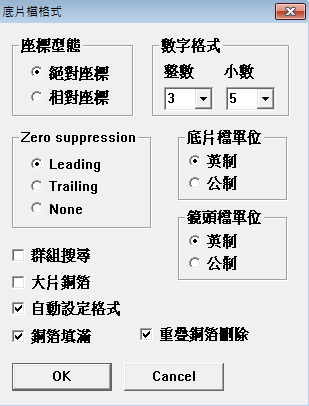 底片檔格式
座標型態
絕對座標
相對座標
數字格式
整數 小數
3 5
Zero suppression
Leading
Trailing
None
底片檔單位
英制
公制
鏡頭檔單位
英制
公制
群組搜尋
大片銅箔
自動設定格式
銅箔填滿
重疊銅箔刪除
OK
Cancel